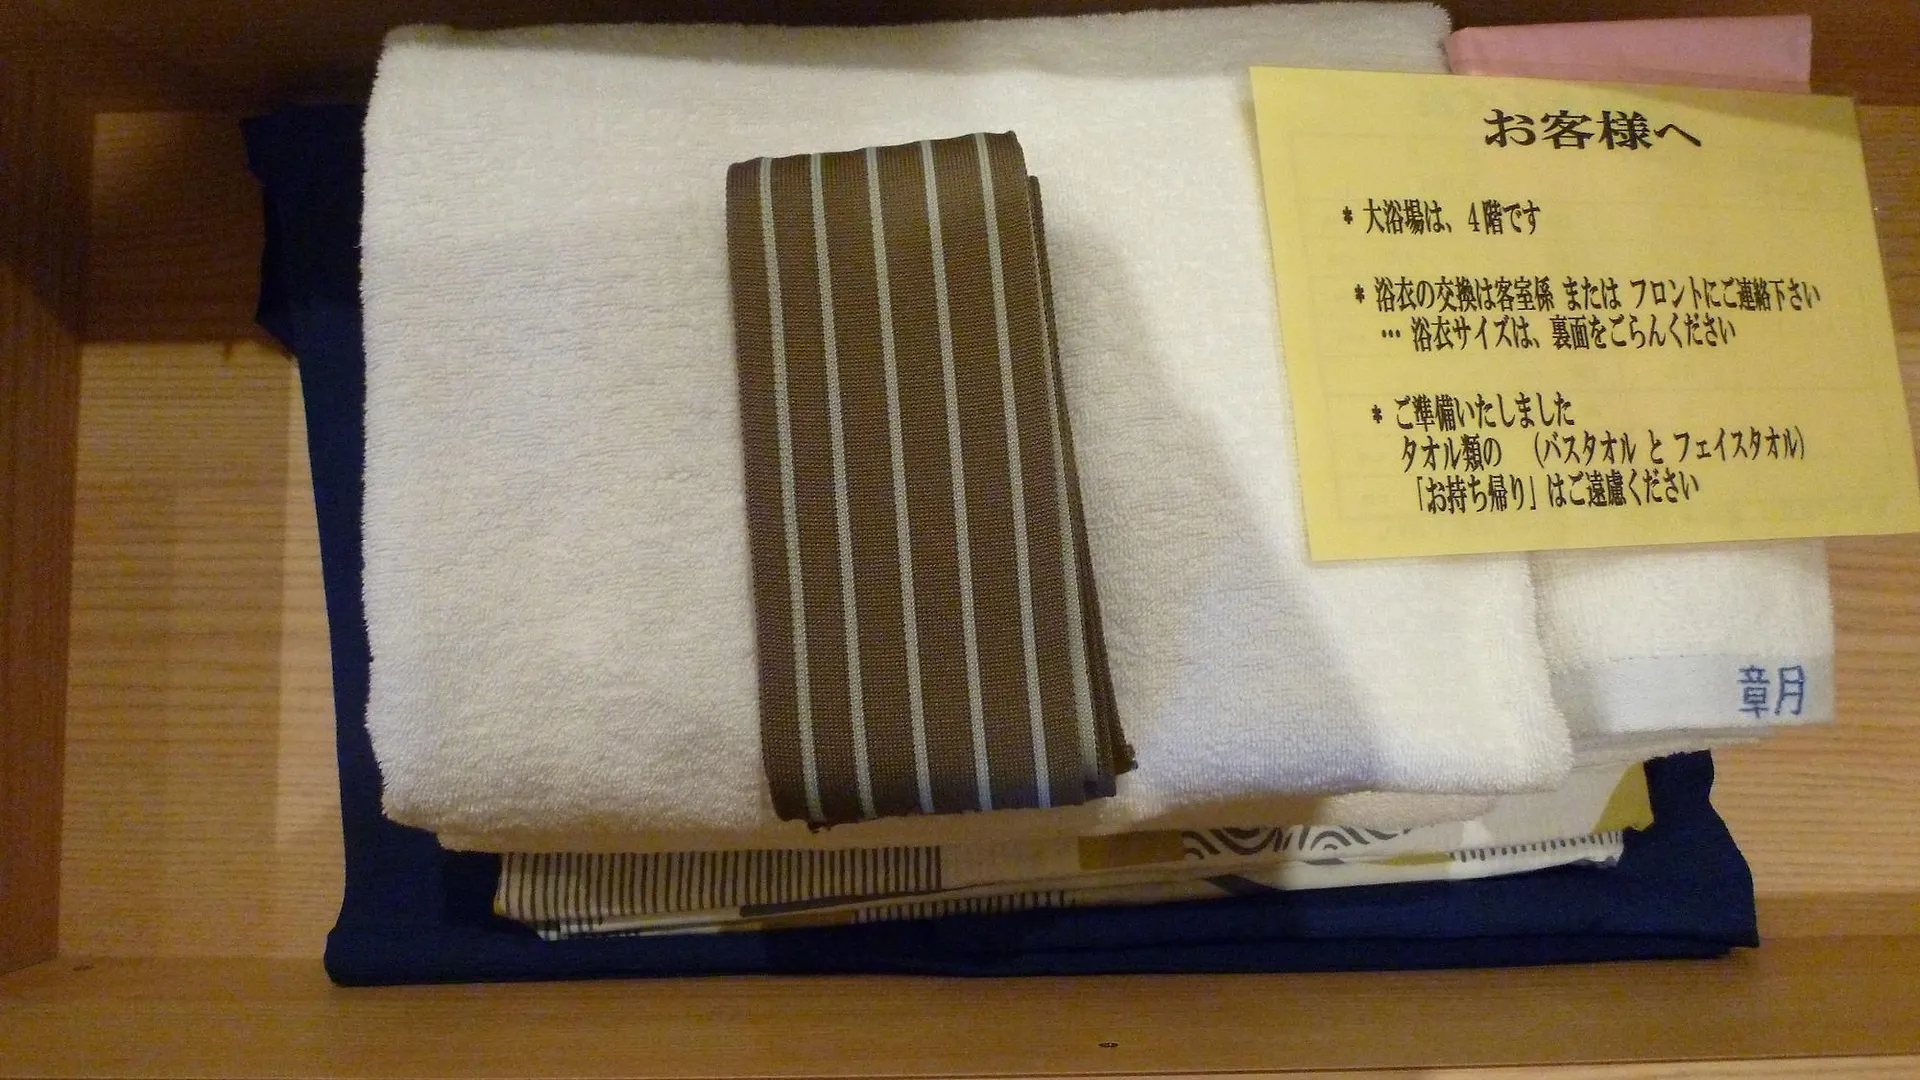 お客様へ
* 大浴場は、4階です
* 浴衣の交換は客室係 または フロントにご連絡下さい
… 浴衣サイズは、裏面をごらんください
* ご準備いたしました
タオル類の (バスタオル と フェイスタオル)
「お持ち帰り」はご遠慮ください
章月